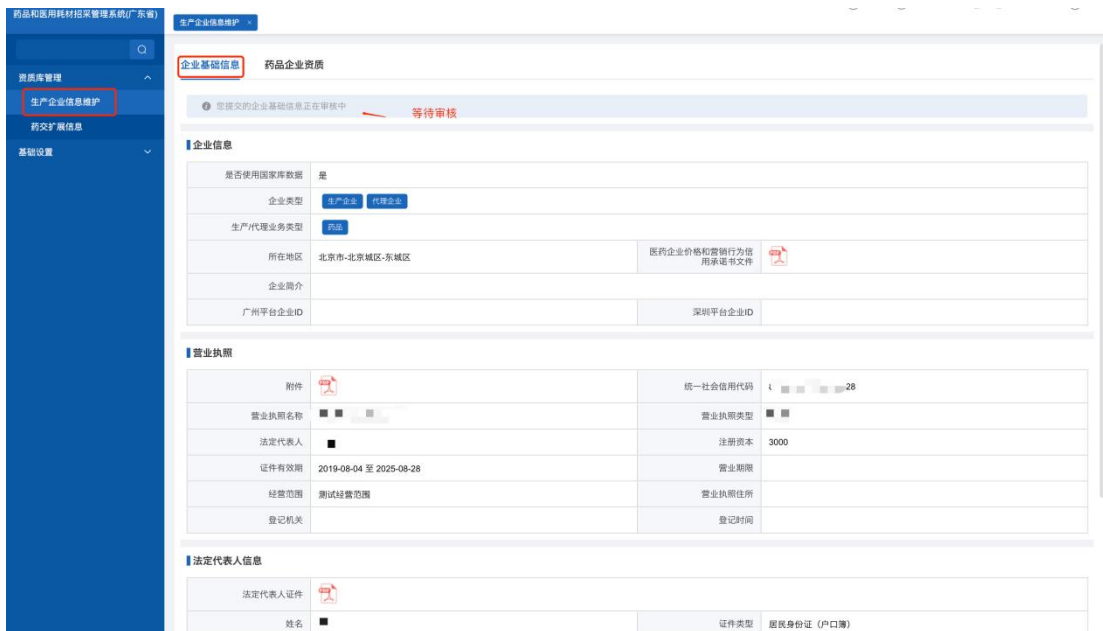 药品和医用耗材招采管理系统(广东省)
生产企业信息维护 ×
资质库管理
生产企业信息维护
药交扩展信息
基础设置
企业基础信息 药品企业资质
您提交的企业基础信息正在审核中
等待审核
企业信息
是否使用国家库数据 是
企业类型 生产企业 代理企业
生产/代理业务类型 药品
所在地区 北京市-北京城区-东城区 医药企业价格和营销行为信
用承诺书文件
企业简介
广州平台企业ID 深圳平台企业ID
营业执照
附件 统一社会信用代码 28
营业执照名称 营业执照类型
法定代表人 注册资本 3000
证件有效期 2019-08-04 至 2025-08-28 营业期限
经营范围 测试经营范围 营业执照住所
登记机关 登记时间
法定代表人信息
法定代表人证件
姓名 证件类型 居民身份证（户口簿）